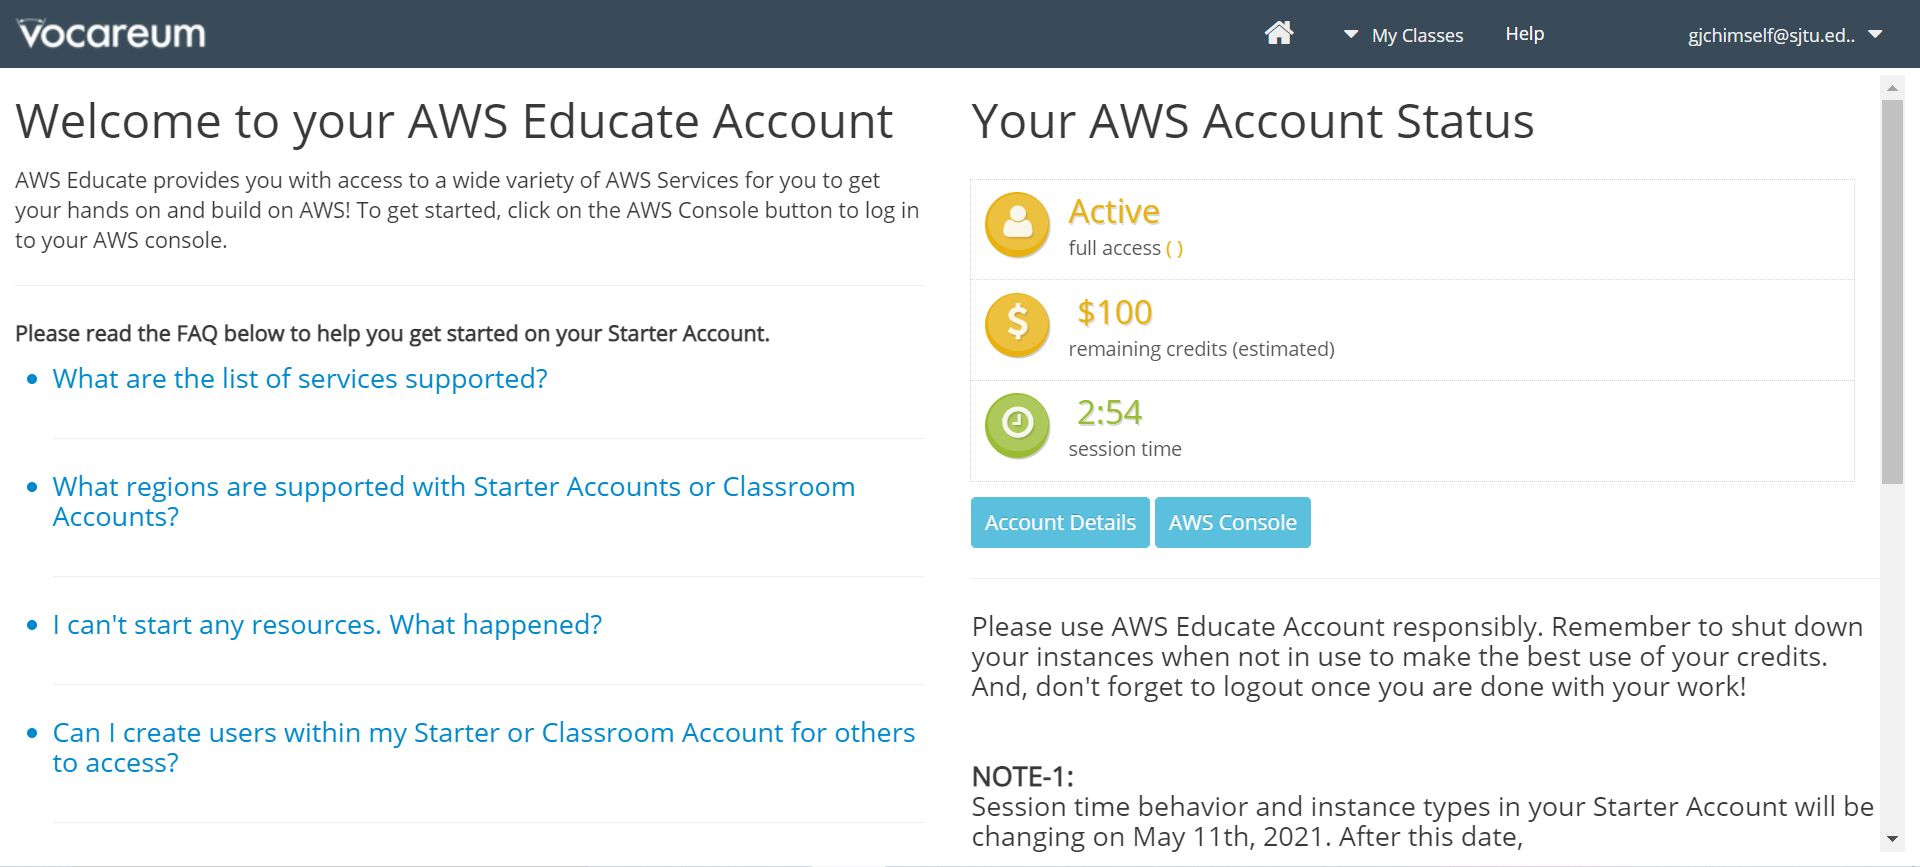 Vocareum
My Classes
Help
gjchimself@sjtu.ed..
Welcome to your AWS Educate Account
AWS Educate provides you with access to a wide variety of AWS Services for you to get
your hands on and build on AWS! To get started, click on the AWS Console button to log in
to your AWS console.
Please read the FAQ below to help you get started on your Starter Account.
What are the list of services supported?
What regions are supported with Starter Accounts or Classroom
Accounts?
I can't start any resources. What happened?
Can I create users within my Starter or Classroom Account for others
to access?
Your AWS Account Status
Active
full access ( )
$100
remaining credits (estimated)
2:54
session time
Account Details
AWS Console
Please use AWS Educate Account responsibly. Remember to shut down
your instances when not in use to make the best use of your credits.
And, don't forget to logout once you are done with your work!
NOTE-1:
Session time behavior and instance types in your Starter Account will be
changing on May 11th, 2021. After this date,